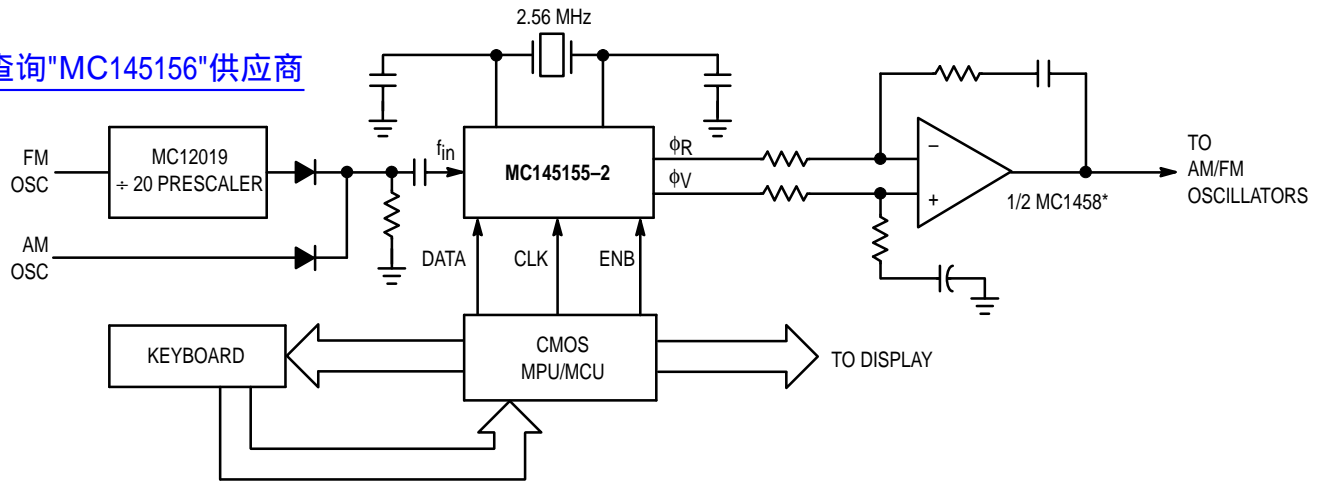 2.56 MHz
查询"MC145156"供应商
FM
OSC
MC12019
÷ 20 PRESCALER
fin
MC145155–2
ϕR
ϕV
–
+
1/2 MC1458*
TO
AM/FM
OSCILLATORS
AM
OSC
DATA
CLK
ENB
KEYBOARD
CMOS
MPU/MCU
TO DISPLAY